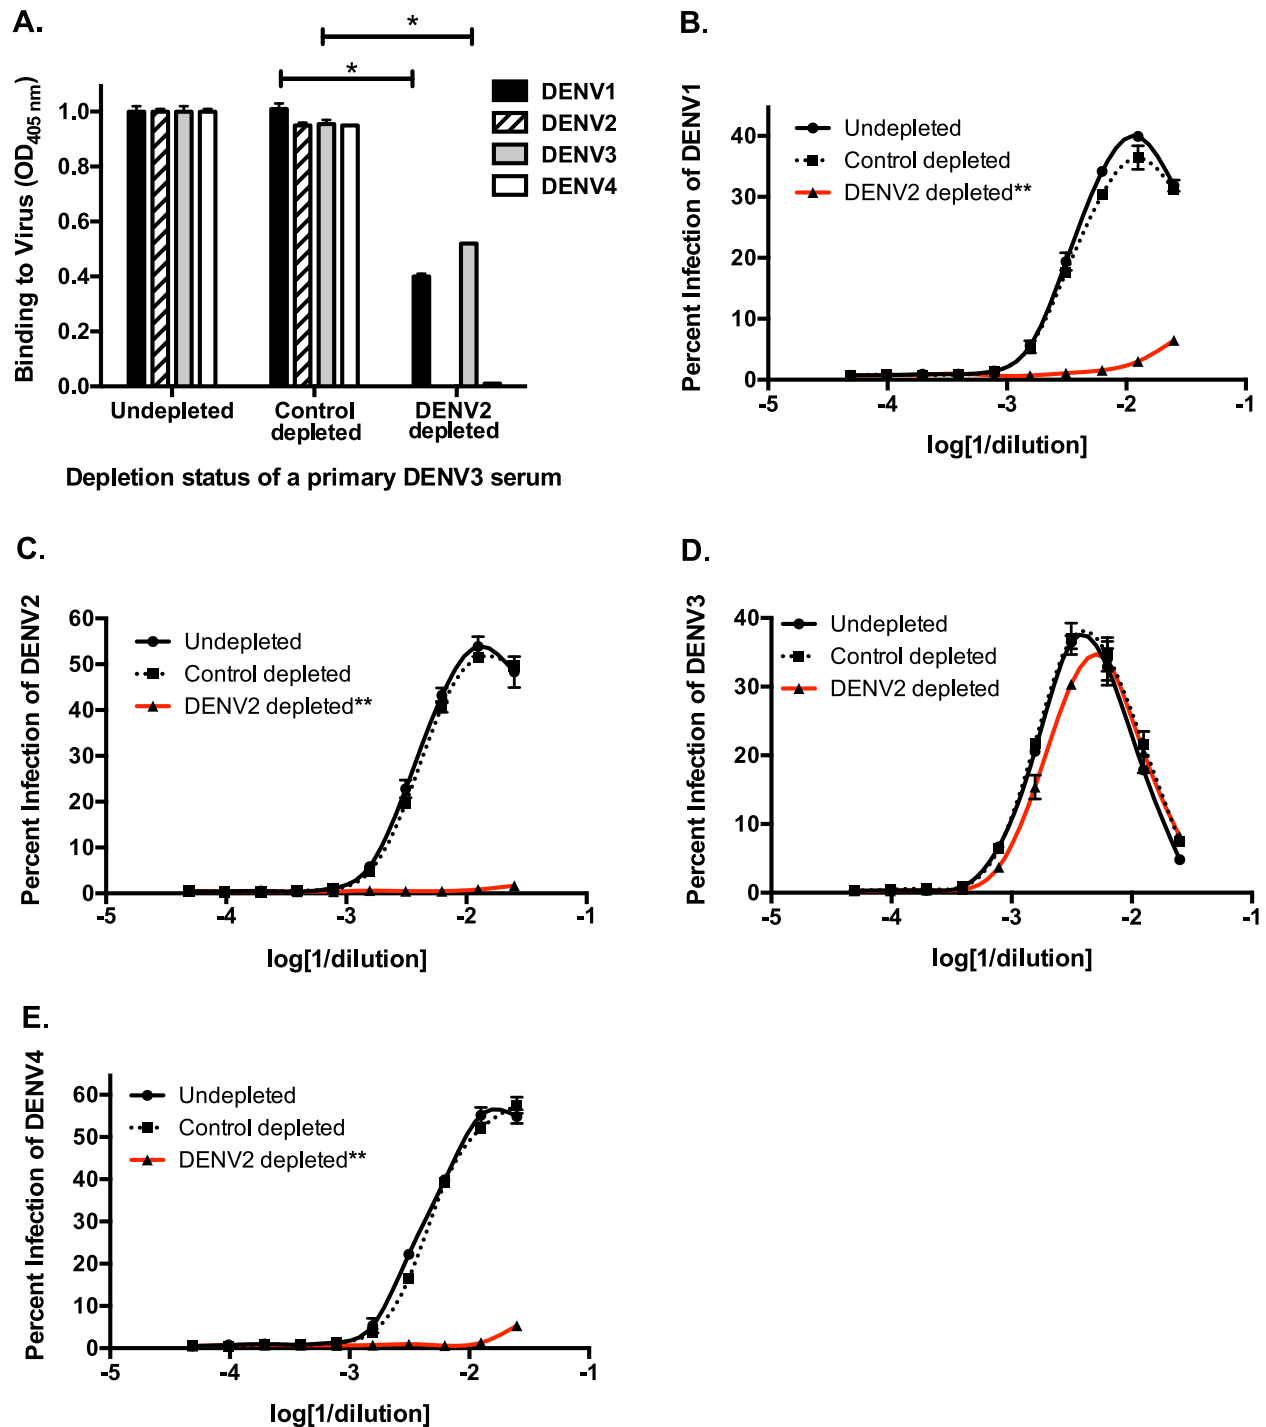 A.
*
*
DENV1
DENV2
DENV3
DENV4
Binding to Virus (OD405 nm)
1.0
0.8
0.6
0.4
0.2
0.0
Undepleted
Control
depleted
DENV2
depleted
Depletion status of a primary DENV3 serum
B.
Percent Infection of DENV1
40
30
20
10
0
Undepleted
Control depleted
DENV2 depleted**
-5
-4
-3
-2
-1
log[1/dilution]
C.
Percent Infection of DENV2
60
50
40
30
20
10
0
Undepleted
Control depleted
DENV2 depleted**
-5
-4
-3
-2
-1
log[1/dilution]
D.
Percent Infection of DENV3
40
30
20
10
0
Undepleted
Control depleted
DENV2 depleted
-5
-4
-3
-2
-1
log[1/dilution]
E.
Percent Infection of DENV4
60
50
40
30
20
10
0
Undepleted
Control depleted
DENV2 depleted**
-5
-4
-3
-2
-1
log[1/dilution]